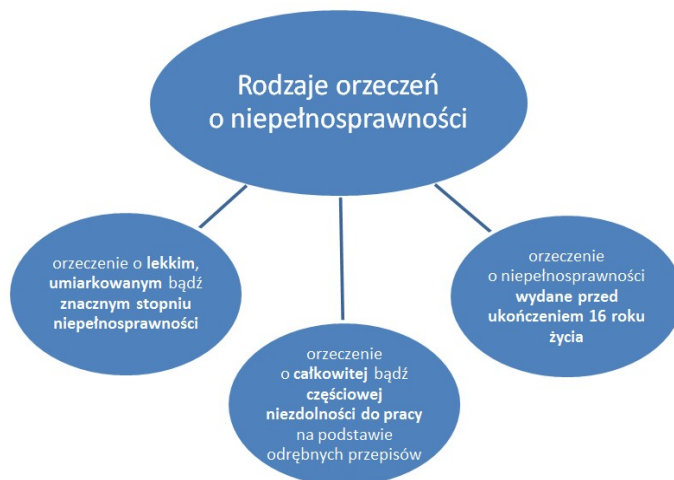 Rodzaje orzeczeń
o niepełnosprawności
orzeczenie o lekkim,
umiarkowanym bądź
znacznym stopniu
niepełnosprawności
orzeczenie
o całkowitej bądź
częściowej
niezdolności do pracy
na podstawie
odrębnych przepisów
orzeczenie
o niepełnosprawności
wydane przed
ukończeniem 16 roku
życia